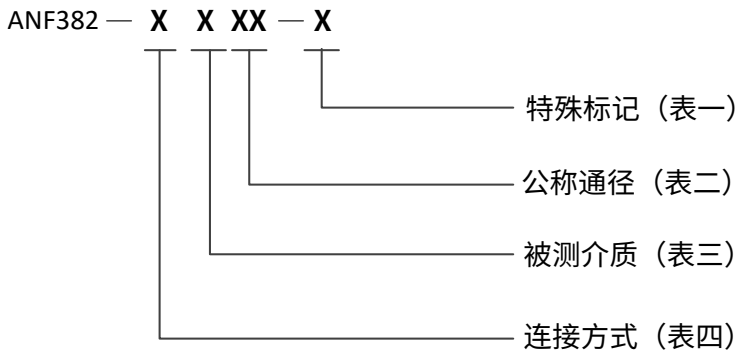 ANF382 — X X XX — X
特殊标记（表一）
公称通径（表二）
被测介质（表三）
连接方式（表四）